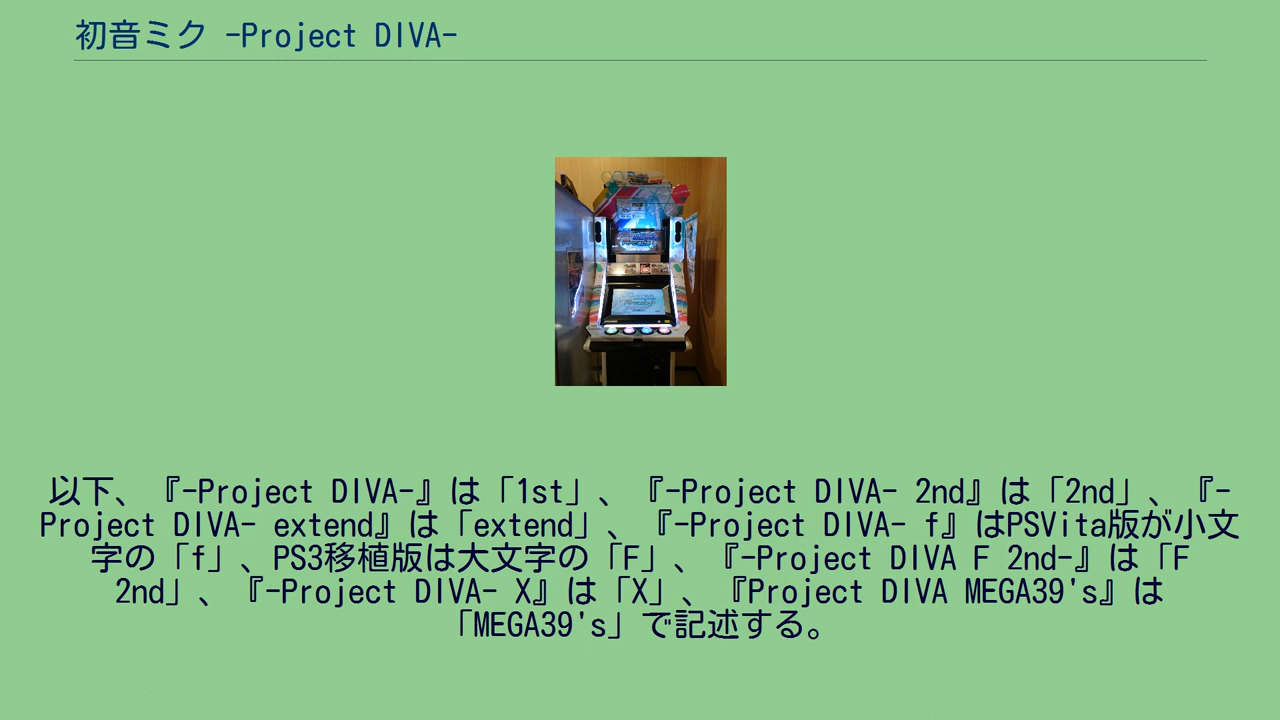 初音ミク -Project DIVA-
以下、『-Project DIVA-』は「1st」、『-Project DIVA- 2nd』は「2nd」、『-
Project DIVA- extend』は「extend」、『-Project DIVA- f』はPSVita版が小文
字の「f」、PS3移植版は大文字の「F」、『-Project DIVA F 2nd-』は「F
2nd」、『-Project DIVA- X』は「X」、『Project DIVA MEGA39's』は
「MEGA39's」で記述する。